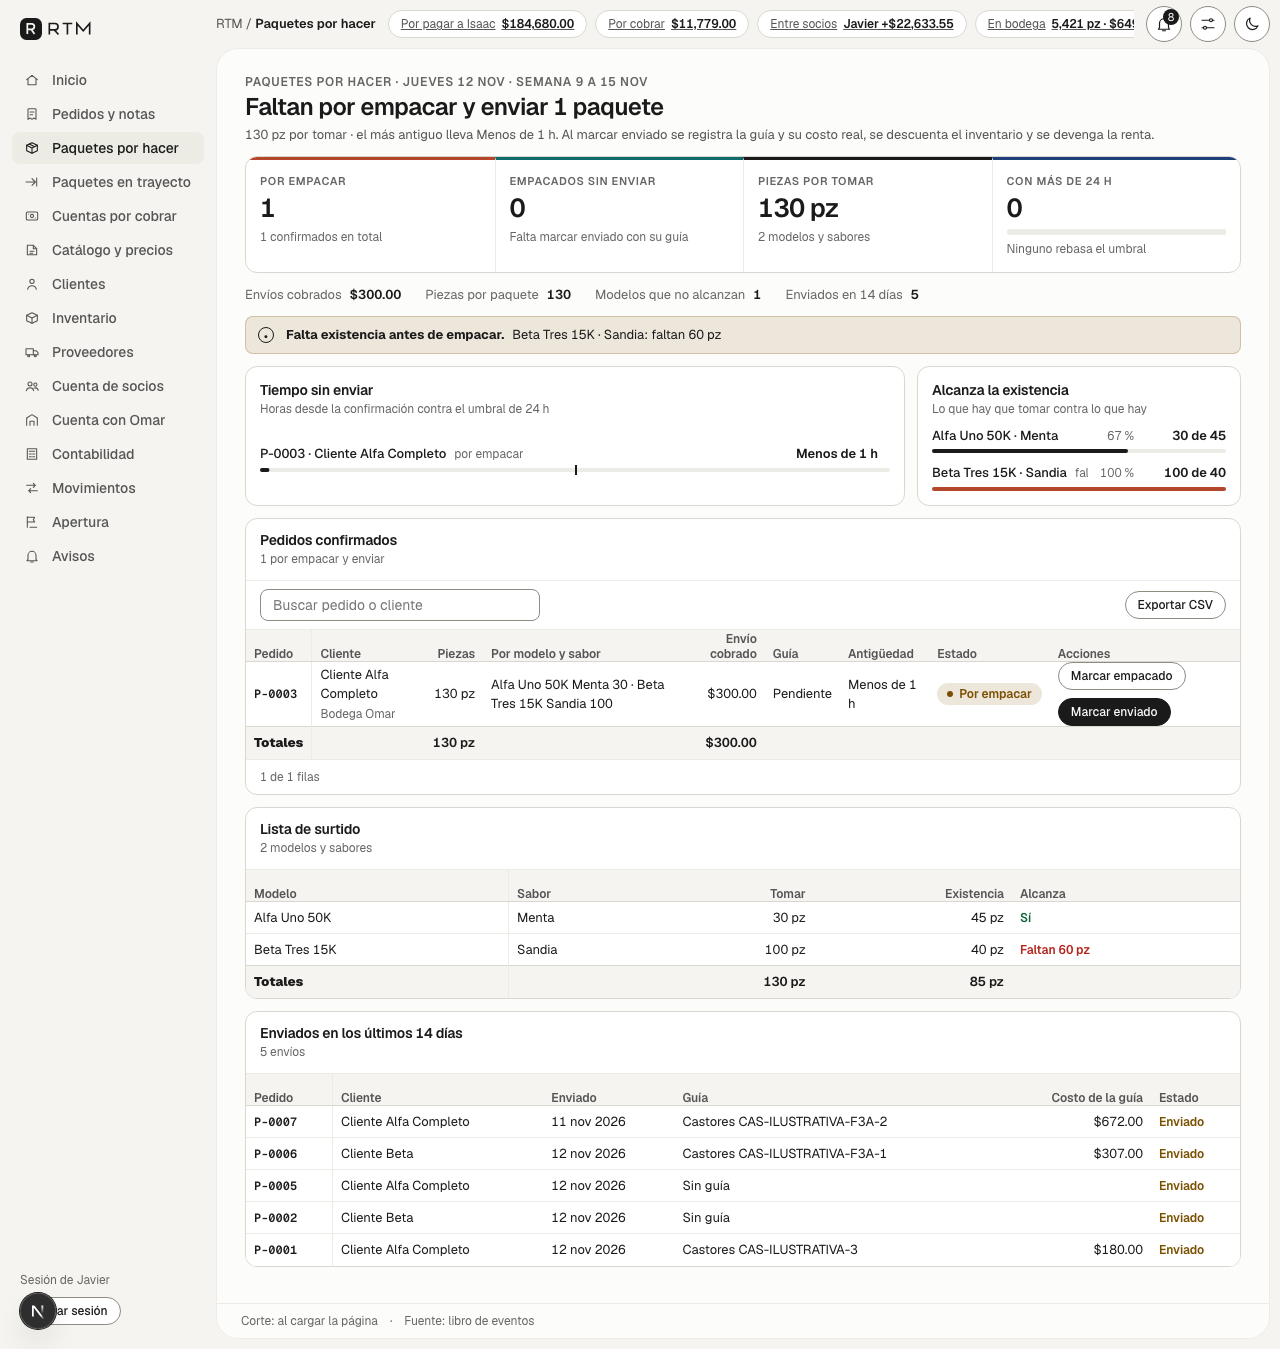 RTM
RTM / Paquetes por hacer
Por pagar a Isaac $184,680.00
Por cobrar $11,779.00
Entre socios Javier +$22,633.55
En bodega 5,421 pz · $649
8
Inicio
Pedidos y notas
Paquetes por hacer
Paquetes en trayecto
Cuentas por cobrar
Catálogo y precios
Clientes
Inventario
Proveedores
Cuenta de socios
Cuenta con Omar
Contabilidad
Movimientos
Apertura
Avisos
Sesión de Javier
ar sesión
PAQUETES POR HACER · JUEVES 12 NOV · SEMANA 9 A 15 NOV
Faltan por empacar y enviar 1 paquete
130 pz por tomar · el más antiguo lleva Menos de 1 h. Al marcar enviado se registra la guía y su costo real, se descuenta el inventario y se devenga la renta.
POR EMPACAR
1
1 confirmados en total
EMPACADOS SIN ENVIAR
0
Falta marcar enviado con su guía
PIEZAS POR TOMAR
130 pz
2 modelos y sabores
CON MÁS DE 24 H
0
Ninguno rebasa el umbral
Envíos cobrados $300.00 Piezas por paquete 130 Modelos que no alcanzan 1 Enviados en 14 días 5
Falta existencia antes de empacar. Beta Tres 15K · Sandia: faltan 60 pz
Tiempo sin enviar
Horas desde la confirmación contra el umbral de 24 h
P-0003 · Cliente Alfa Completo por empacar Menos de 1 h
Alcanza la existencia
Lo que hay que tomar contra lo que hay
Alfa Uno 50K · Menta 67 % 30 de 45
Beta Tres 15K · Sandia fal 100 % 100 de 40
Pedidos confirmados
1 por empacar y enviar
Buscar pedido o cliente
Exportar CSV
Pedido Cliente Piezas Por modelo y sabor Envío cobrado Guía Antigüedad Estado Acciones
P-0003 Cliente Alfa Completo Bodega Omar 130 pz Alfa Uno 50K Menta 30 · Beta Tres 15K Sandia 100 $300.00 Pendiente Menos de 1 h Por empacar Marcar empacado
Marcar enviado
Totales 130 pz $300.00
1 de 1 filas
Lista de surtido
2 modelos y sabores
Modelo Sabor Tomar Existencia Alcanza
Alfa Uno 50K Menta 30 pz 45 pz Sí
Beta Tres 15K Sandia 100 pz 40 pz Faltan 60 pz
Totales 130 pz 85 pz
Enviados en los últimos 14 días
5 envíos
Pedido Cliente Enviado Guía Costo de la guía Estado
P-0007 Cliente Alfa Completo 11 nov 2026 Castores CAS-ILUSTRATIVA-F3A-2 $672.00 Enviado
P-0006 Cliente Beta 12 nov 2026 Castores CAS-ILUSTRATIVA-F3A-1 $307.00 Enviado
P-0005 Cliente Alfa Completo 12 nov 2026 Sin guía Enviado
P-0002 Cliente Beta 12 nov 2026 Sin guía Enviado
P-0001 Cliente Alfa Completo 12 nov 2026 Castores CAS-ILUSTRATIVA-3 $180.00 Enviado
Corte: al cargar la página · Fuente: libro de eventos